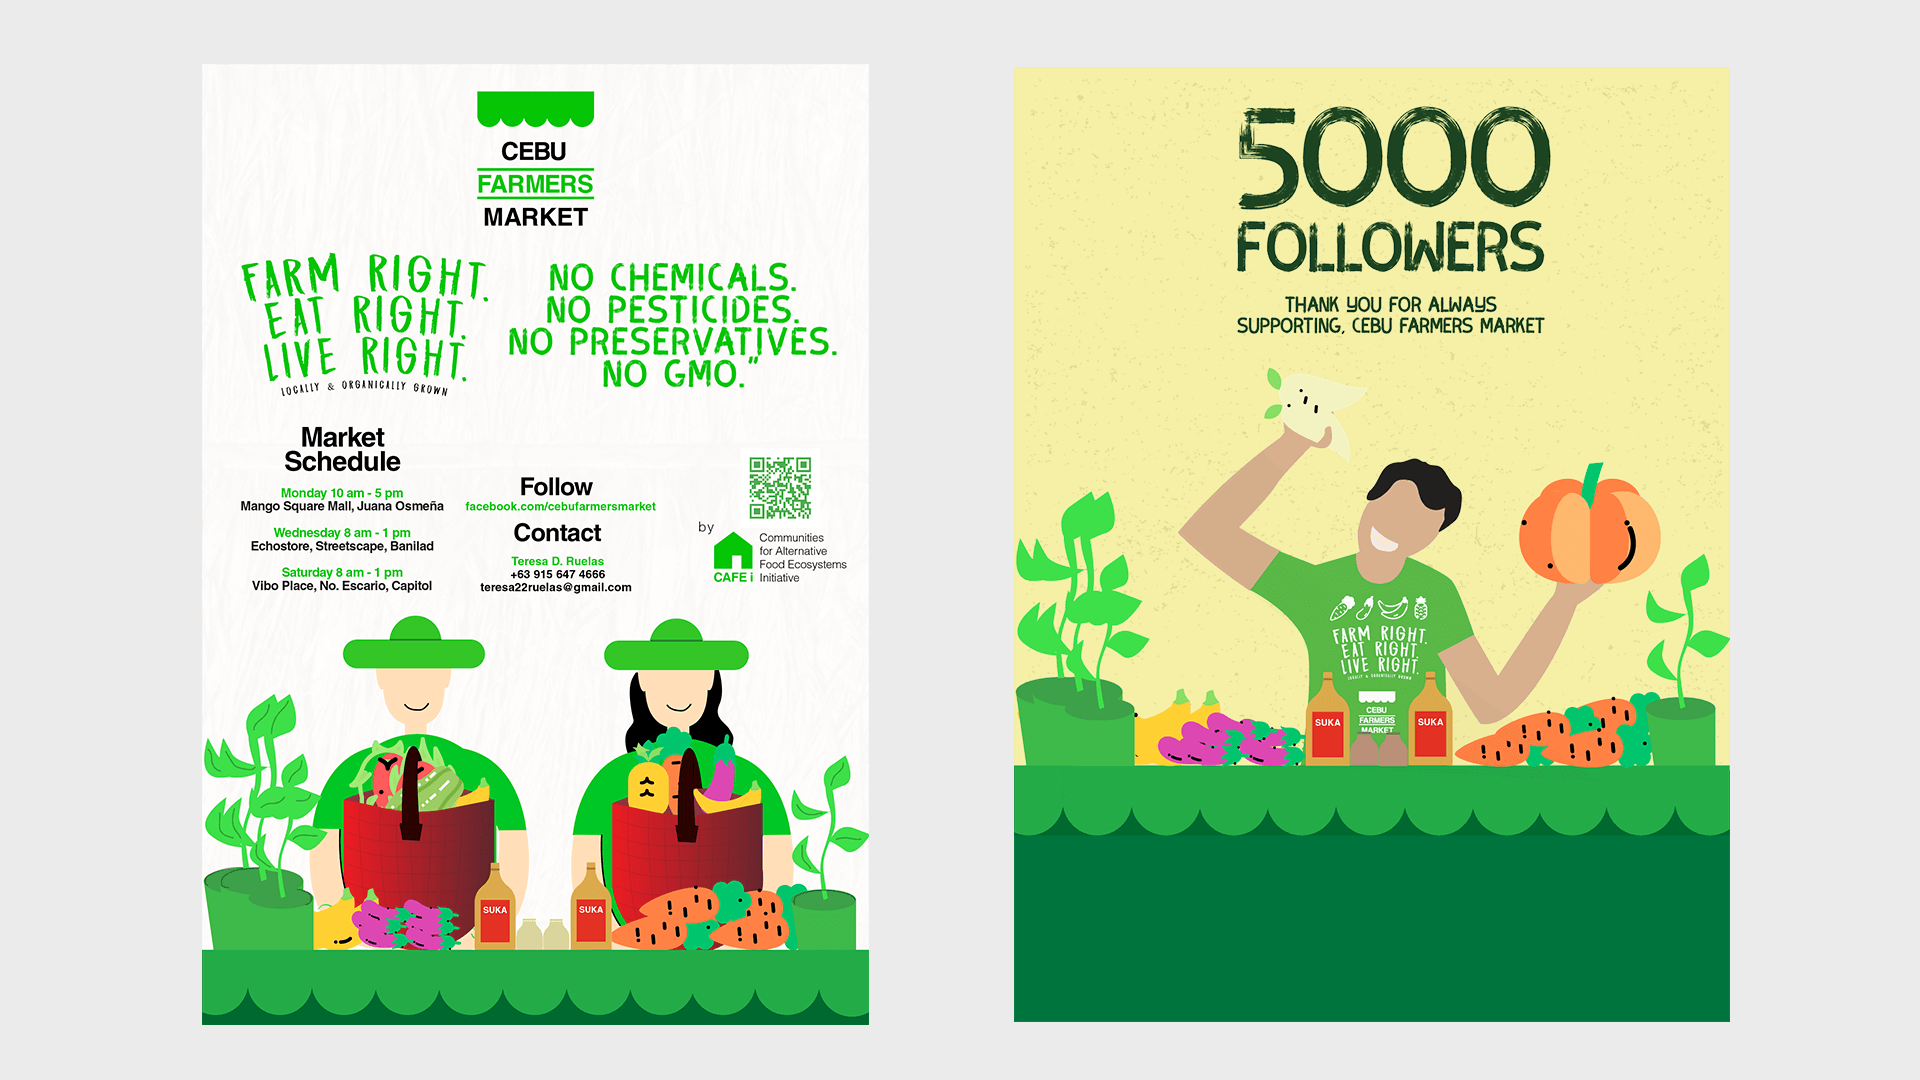 CEBU
FARMERS
MARKET
FARM RIGHT.
EAT RIGHT.
LIVE RIGHT.
LOCALLY & ORGANICALLY GROWN
NO CHEMICALS.
NO PESTICIDES.
NO PRESERVATIVES.
NO GMO."
Market
Schedule
Monday 10 am - 5 pm
Mango Square Mall, Juana Osmeña
Wednesday 8 am - 1 pm
Echostore, Streetscape, Banilad
Saturday 8 am - 1 pm
Vibo Place, No. Escario, Capitol
Follow
facebook.com/cebufarmersmarket
Contact
Teresa D. Ruelas
+63 915 647 4666
teresa22ruelas@gmail.com
by
CAFE i
Communities
for Alternative
Food Ecosystems
Initiative
SUKA
SUKA
5000
FOLLOWERS
THANK YOU FOR ALWAYS
SUPPORTING, CEBU FARMERS MARKET
FARM RIGHT.
EAT RIGHT.
LIVE RIGHT.
LOCALLY & ORGANICALLY GROWN
CEBU
FARMERS
MARKET
SUKA
SUKA